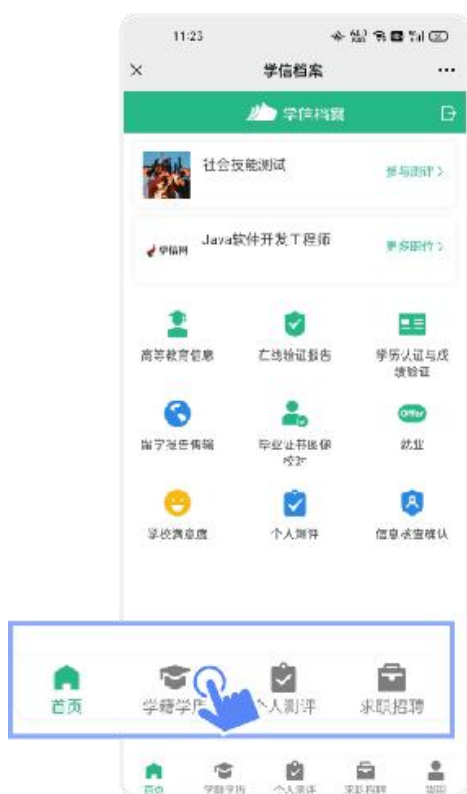 11:23
学信档案
学信档案
社会技能测试
参与测评 >
学信网
Java软件开发工程师
更多职位 >
高等教育信息
在线验证报告
学历认证与成
绩验证
Offer
留学报告傳輸
毕业证书图像
校对
就业
学校满意度
个人测评
信息核查确认
首页
学籍学历
个人测评
求职招聘
首页
学籍学历
个人测评
求职招聘